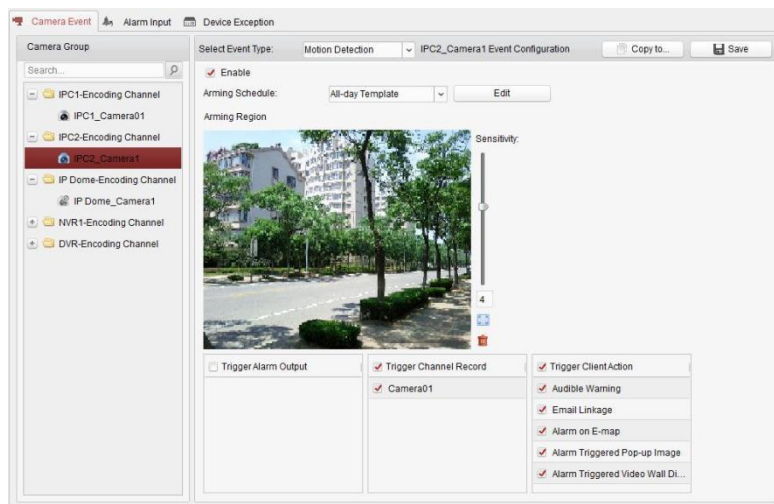 Camera Event Alarm Input Device Exception
Camera Group
Search...
IPC1-Encoding Channel
IPC1_Camera01
IPC2-Encoding Channel
IPC2_Camera1
IP Dome-Encoding Channel
IP Dome_Camera1
NVR1-Encoding Channel
DVR-Encoding Channel
Select Event Type: Motion Detection IPC2_Camera1 Event Configuration Copy to... Save
Enable
Arming Schedule: All-day Template Edit
Arming Region
Sensitivity:
4
Trigger Alarm Output
Trigger Channel Record
Camera01
Trigger Client Action
Audible Warning
Email Linkage
Alarm on E-map
Alarm Triggered Pop-up Image
Alarm Triggered Video Wall Di...